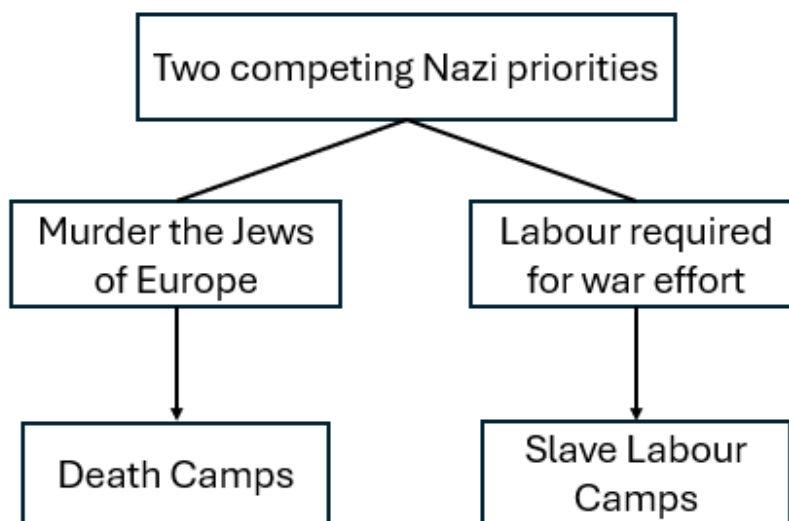 Two competing Nazi priorities
Murder the Jews
of Europe
Labour required
for war effort
Death Camps
Slave Labour
Camps